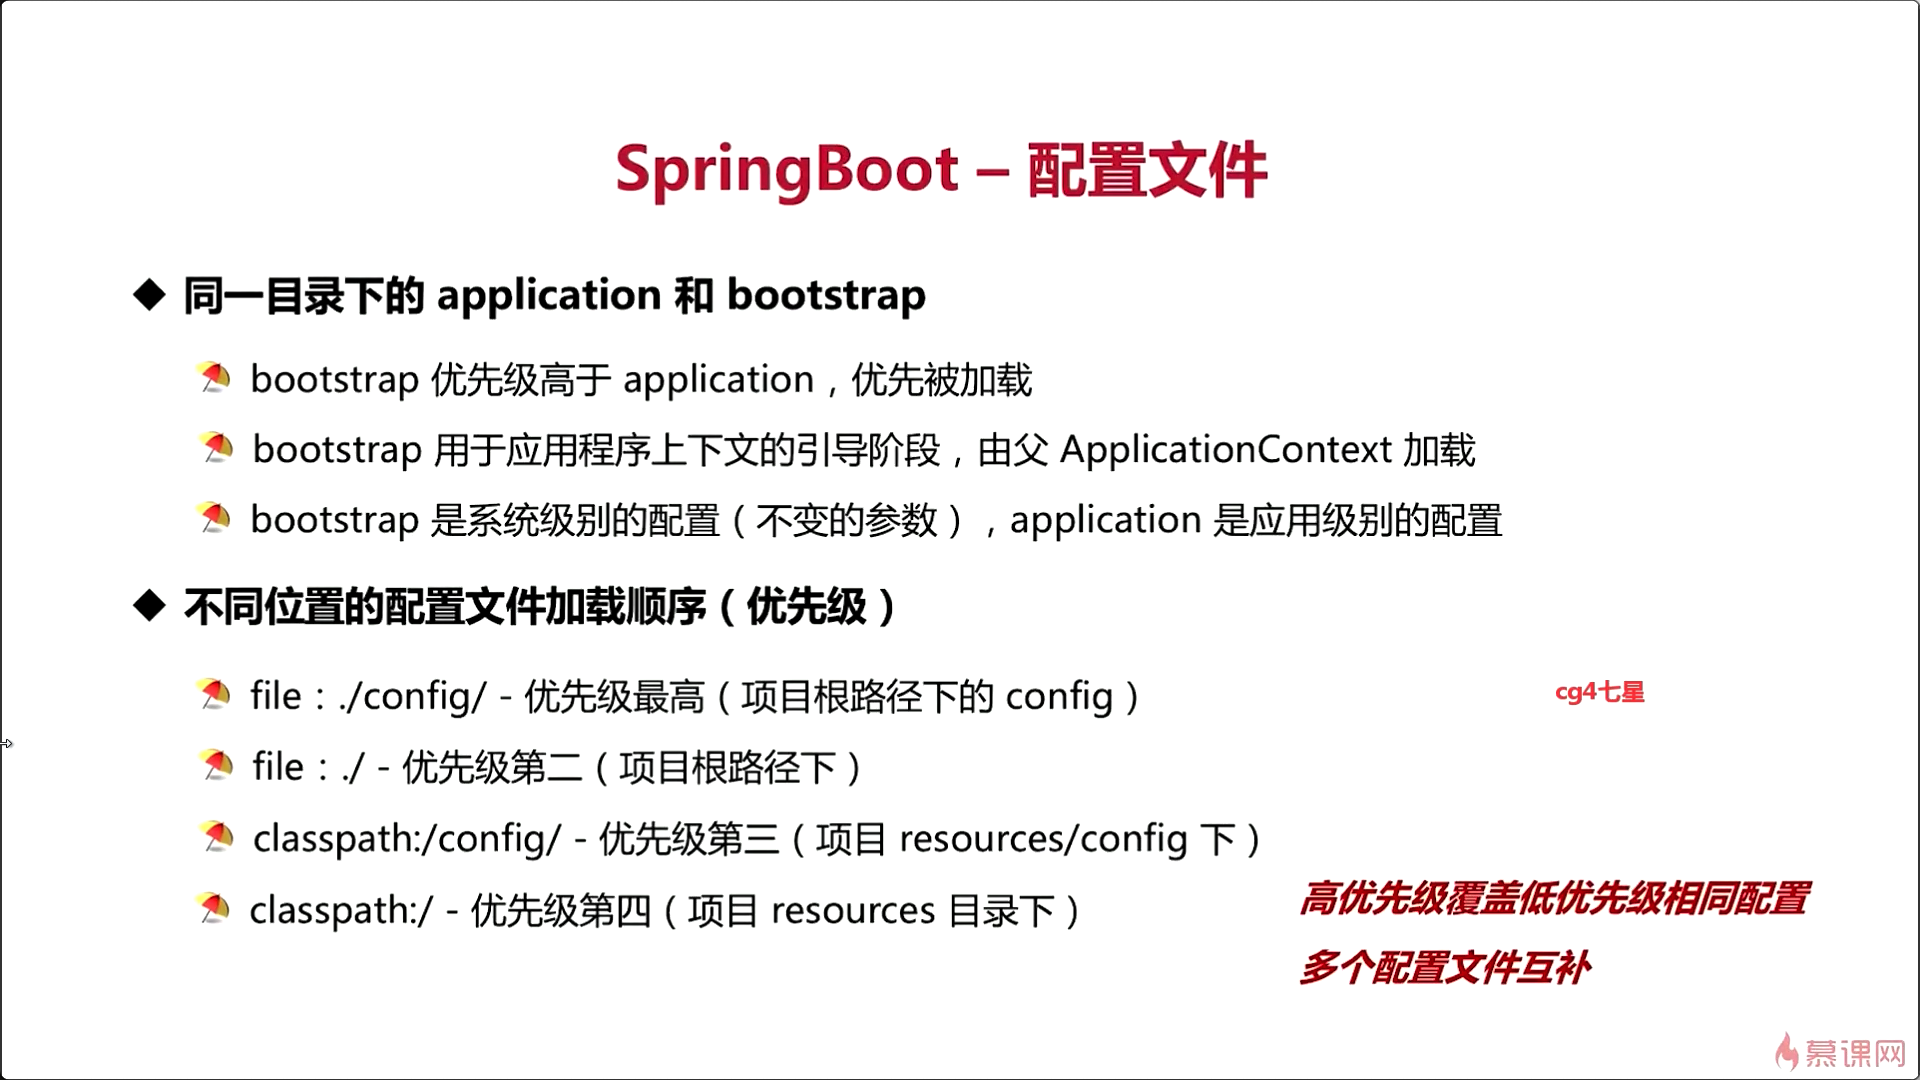 SpringBoot – 配置文件
同一目录下的 application 和 bootstrap
bootstrap 优先级高于 application，优先被加载
bootstrap 用于应用程序上下文的引导阶段，由父 ApplicationContext 加载
bootstrap 是系统级别的配置（不变的参数），application 是应用级别的配置
不同位置的配置文件加载顺序（优先级）
file：./config/ - 优先级最高（项目根路径下的 config）
cg4七星
file：./ - 优先级第二（项目根路径下）
classpath:/config/ - 优先级第三（项目 resources/config 下）
classpath:/ - 优先级第四（项目 resources 目录下）
高优先级覆盖低优先级相同配置
多个配置文件互补
慕课网